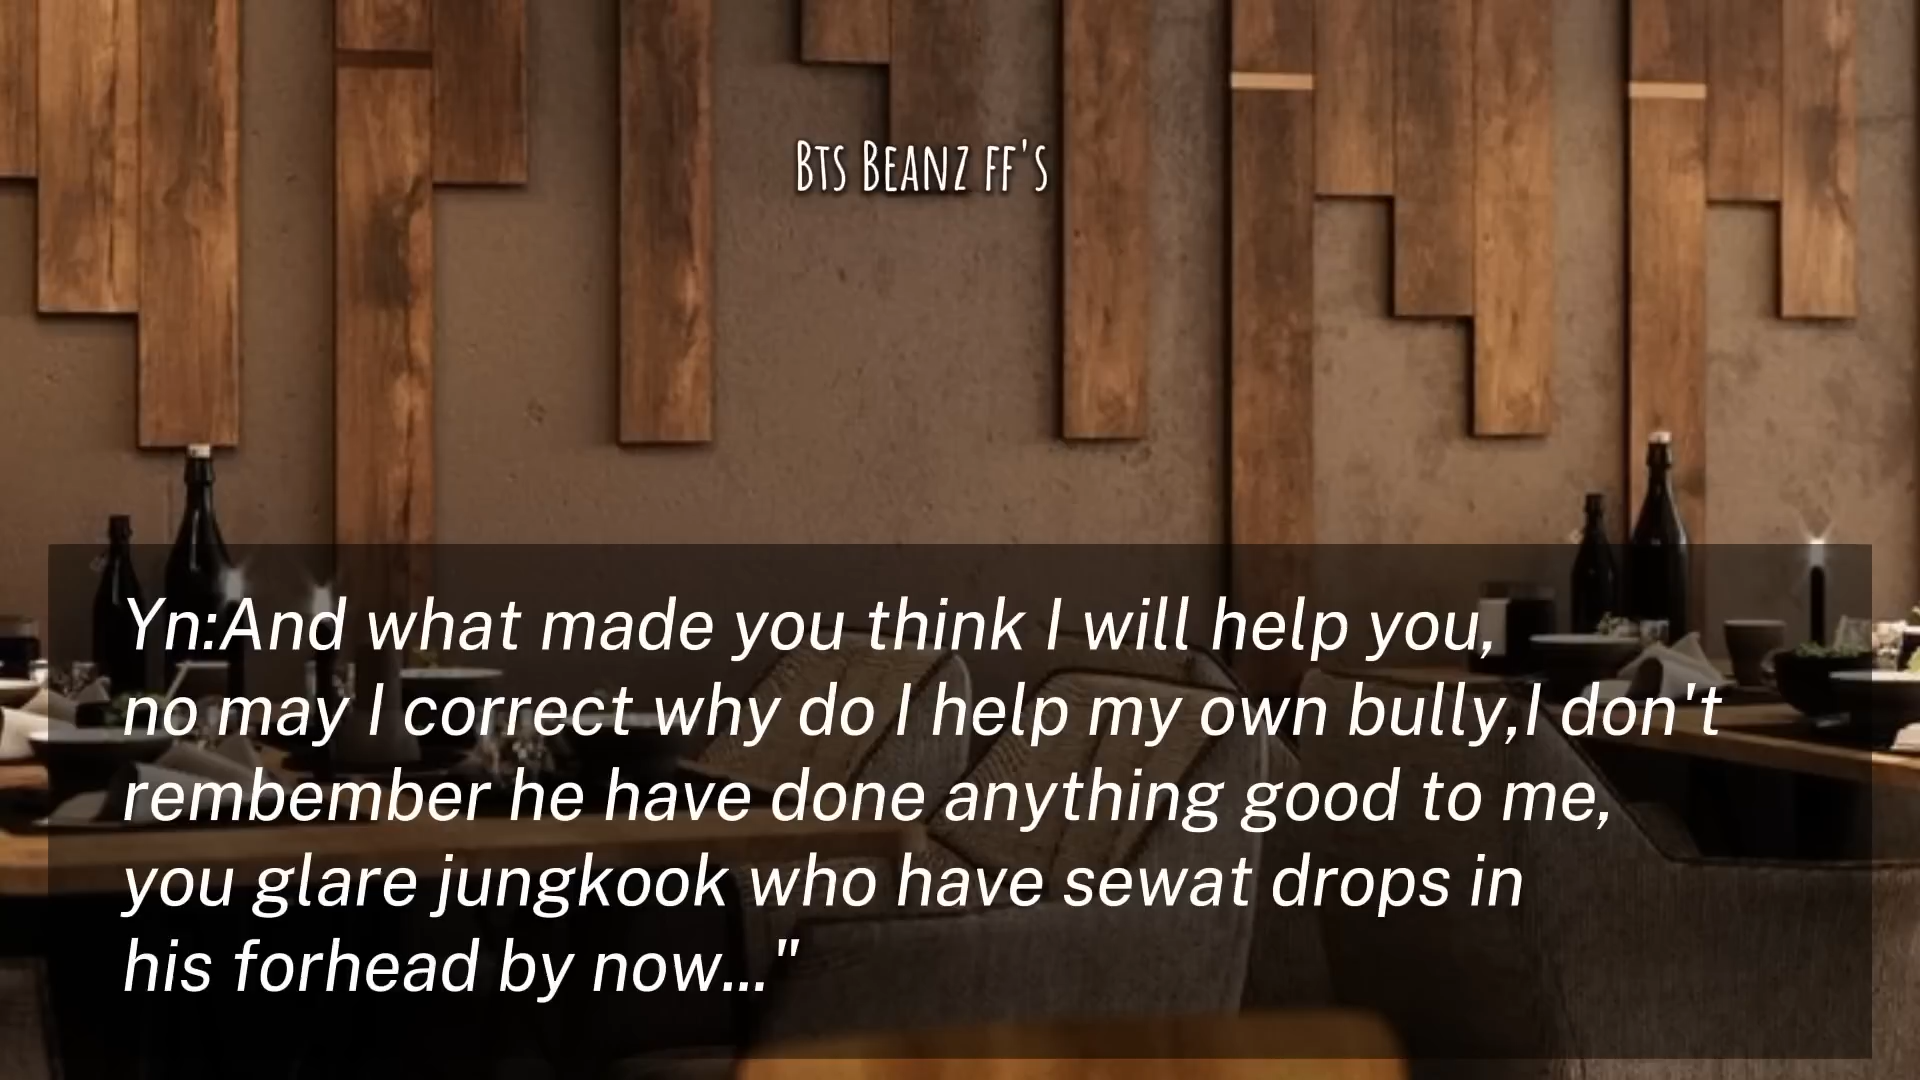 Bts Beanz ff's
Yn:And what made you think I will help you,
no may I correct why do I help my own bully,I don't
rembember he have done anything good to me,
you glare jungkook who have sewat drops in
his forhead by now..."